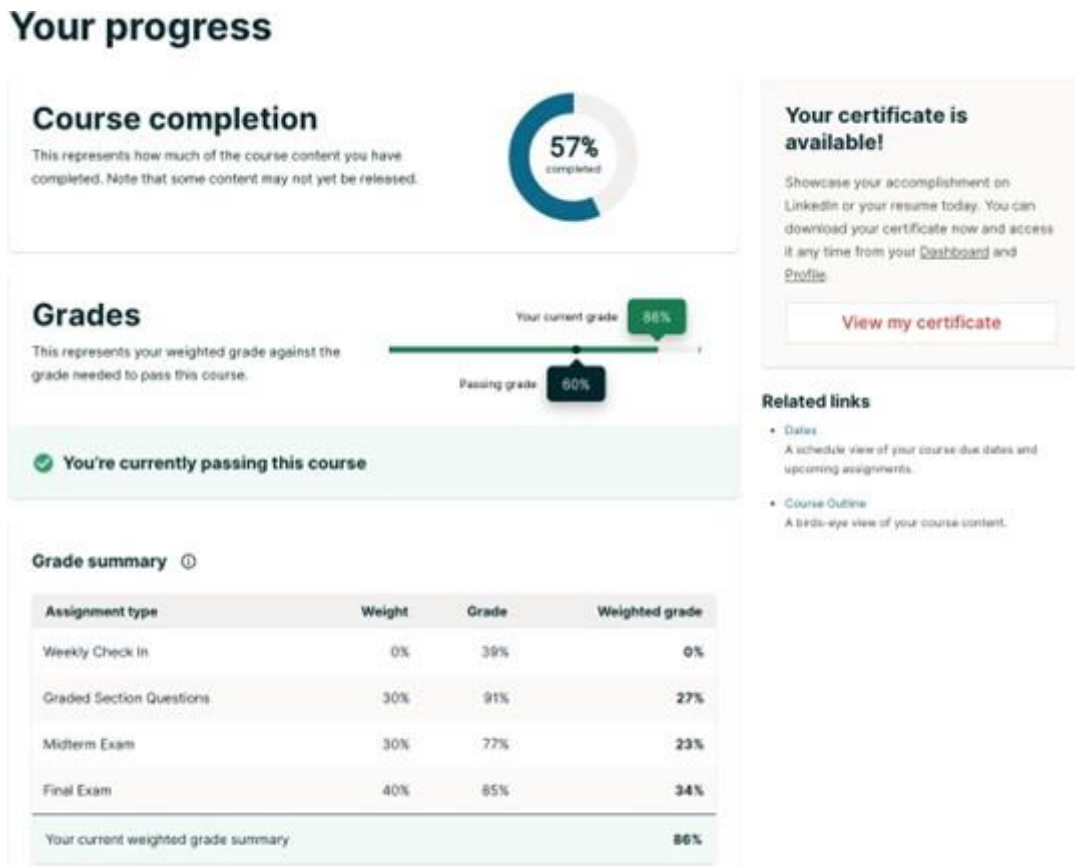 Your progress
Course completion
This represents how much of the course content you have
completed. Note that some content may not yet be released.
57%
completed
Grades
This represents your weighted grade against the
grade needed to pass this course.
Your current grade 86%
Passing grade 60%
You're currently passing this course
Grade summary
Assignment type Weight Grade Weighted grade
Weekly Check In 0% 39% 0%
Graded Section Questions 30% 91% 27%
Midterm Exam 30% 77% 23%
Final Exam 40% 85% 34%
Your current weighted grade summary 86%
Your certificate is
available!
Showcase your accomplishment on
LinkedIn or your resume today. You can
download your certificate now and access
it any time from your Dashboard and
Profile.
View my certificate
Related links
Dates
A schedule view of your course due dates and
upcoming assignments.
Course Outline
A birds-eye view of your course content.